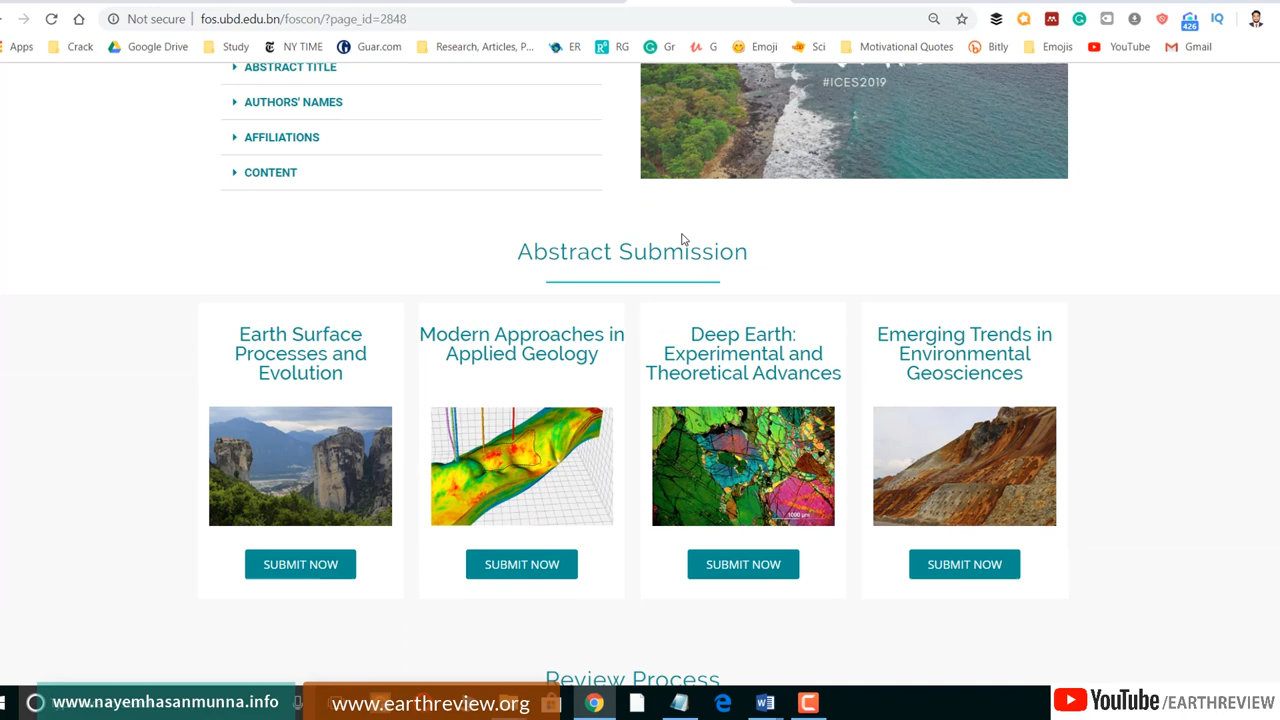 Not secure
fos.ubd.edu.bn/foscon/?page_id=2848
426
IQ
Apps
Crack
Google Drive
Study
NY TIME
Guar.com
Research, Articles, P...
ER
RG
Gr
G
Emoji
Sci
Motivational Quotes
Bitly
Emojis
YouTube
Gmail
ABSTRACT TITLE
AUTHORS' NAMES
AFFILIATIONS
CONTENT
#ICES2019
Abstract Submission
Earth Surface
Processes and
Evolution
SUBMIT NOW
Modern Approaches in
Applied Geology
SUBMIT NOW
Deep Earth:
Experimental and
Theoretical Advances
1000 µm
SUBMIT NOW
Emerging Trends in
Environmental
Geosciences
SUBMIT NOW
Review Process
www.nayemhasanmunna.info
www.earthreview.org
YouTube/EARTHREVIEW